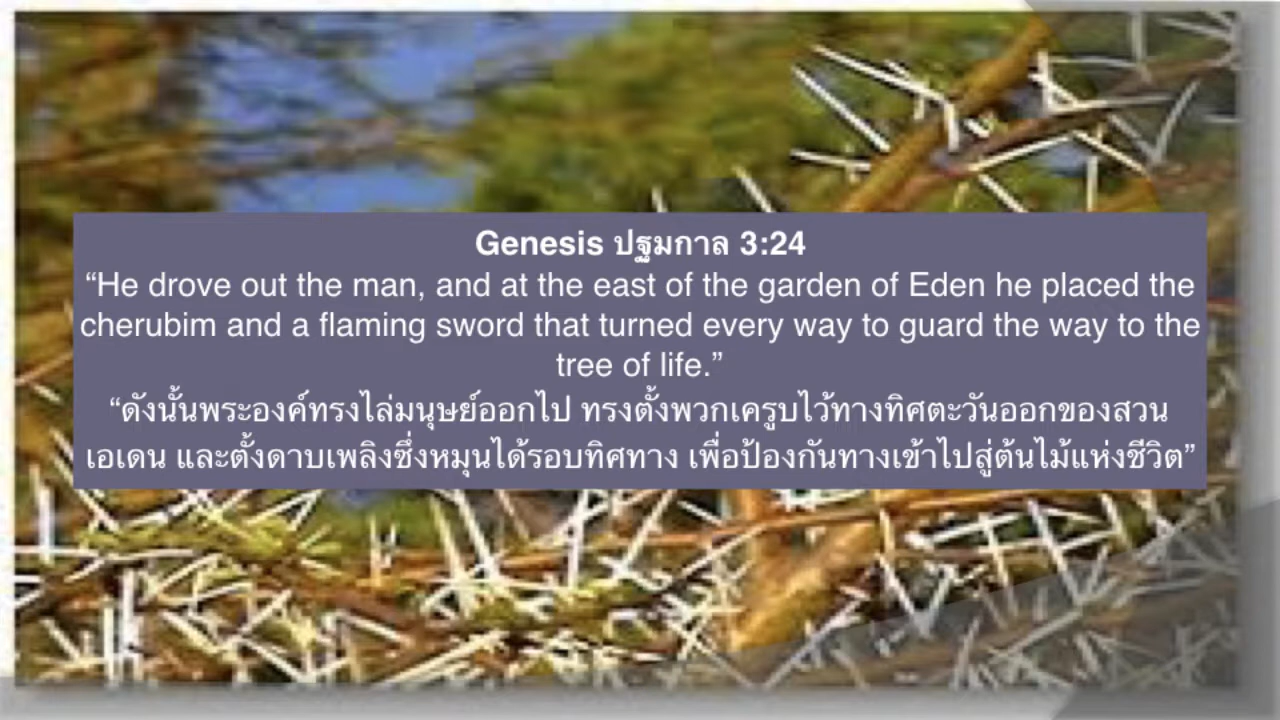 Genesis ปฐมกาล 3:24
“He drove out the man, and at the east of the garden of Eden he placed the
cherubim and a flaming sword that turned every way to guard the way to the
tree of life.”
“ดังนั้นพระองค์ทรงไล่มนุษย์ออกไป ทรงตั้งพวกเครูบไว้ทางทิศตะวันออกของสวน
เอเดน และตั้งดาบเพลิงซึ่งหมุนได้รอบทิศทาง เพื่อป้องกันทางเข้าไปสู่ต้นไม้แห่งชีวิต”